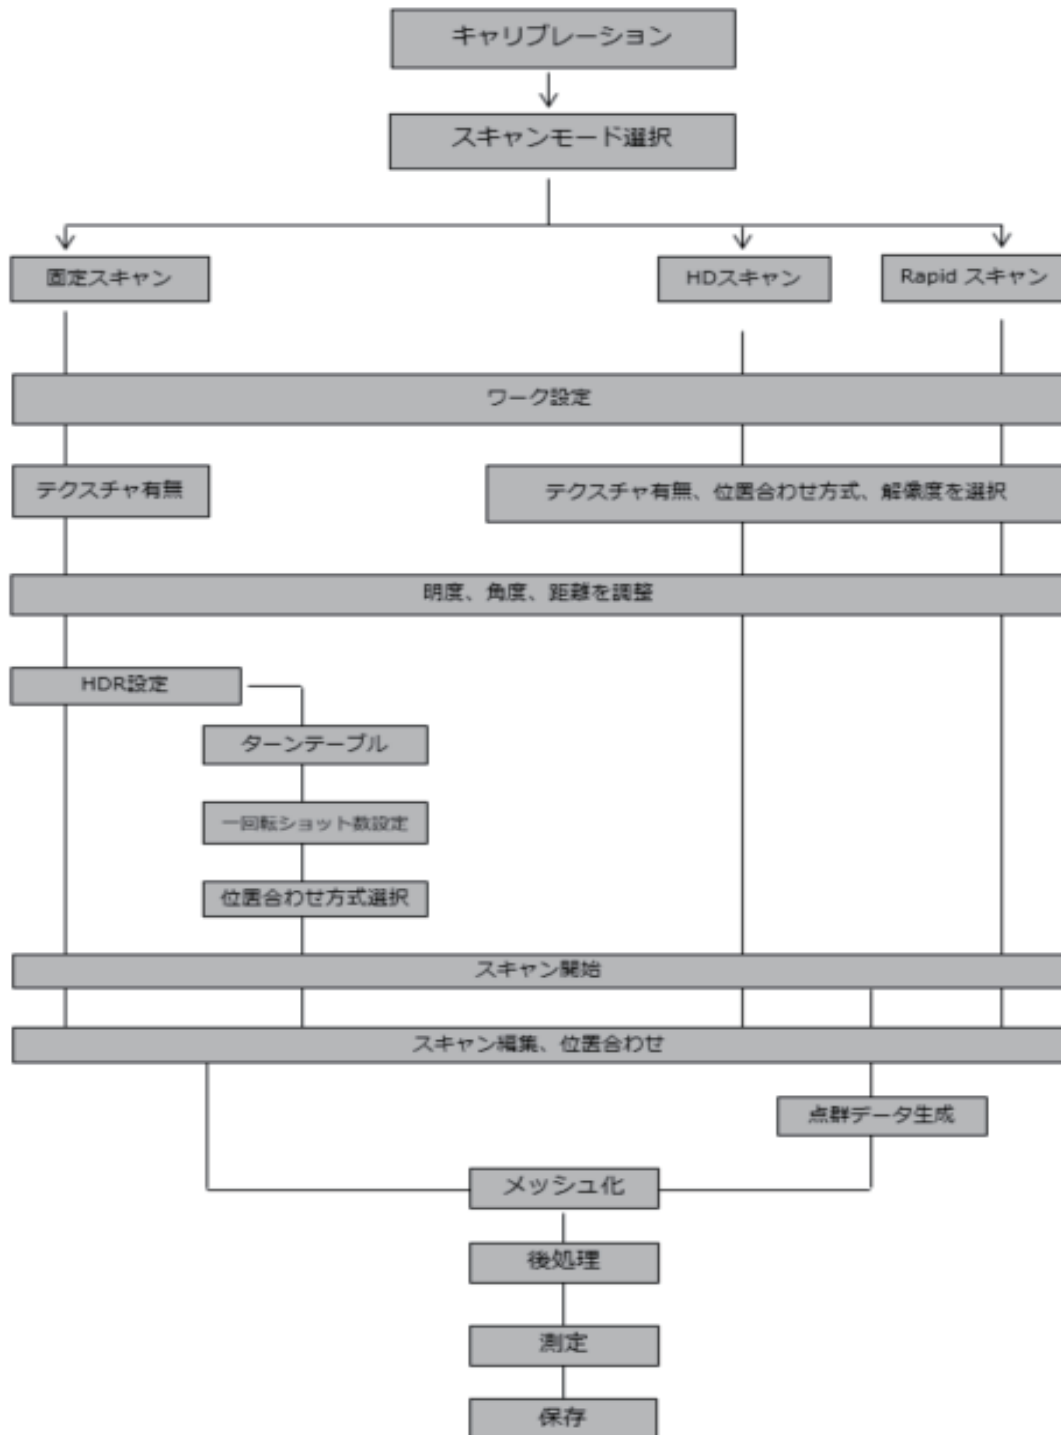 キャリブレーション
スキャンモード選択
固定スキャン
HDスキャン
Rapid スキャン
ワーク設定
テクスチャ有無
テクスチャ有無、位置合わせ方式、解像度を選択
明度、角度、距離を調整
HDR設定
ターンテーブル
一回転ショット数設定
位置合わせ方式選択
スキャン開始
スキャン編集、位置合わせ
点群データ生成
メッシュ化
後処理
測定
保存